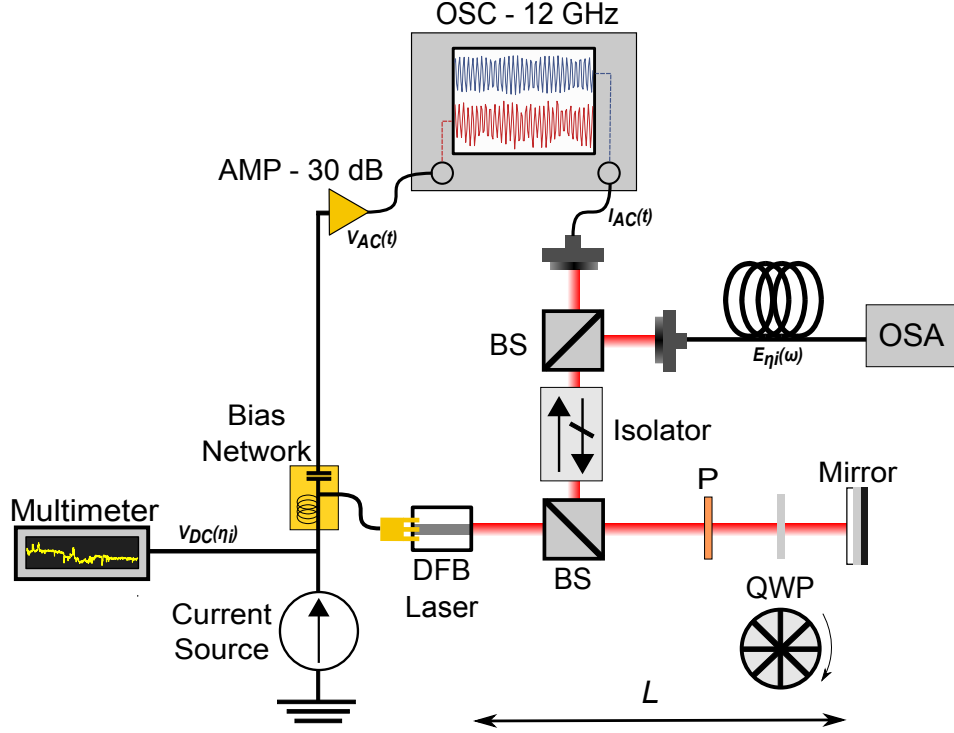 OSC - 12 GHz
AMP - 30 dB
V_AC(t)
I_AC(t)
BS
E_ηi(ω)
OSA
Bias
Network
Isolator
P
Mirror
Multimeter
V_DC(ηi)
DFB
Laser
BS
QWP
Current
Source
L